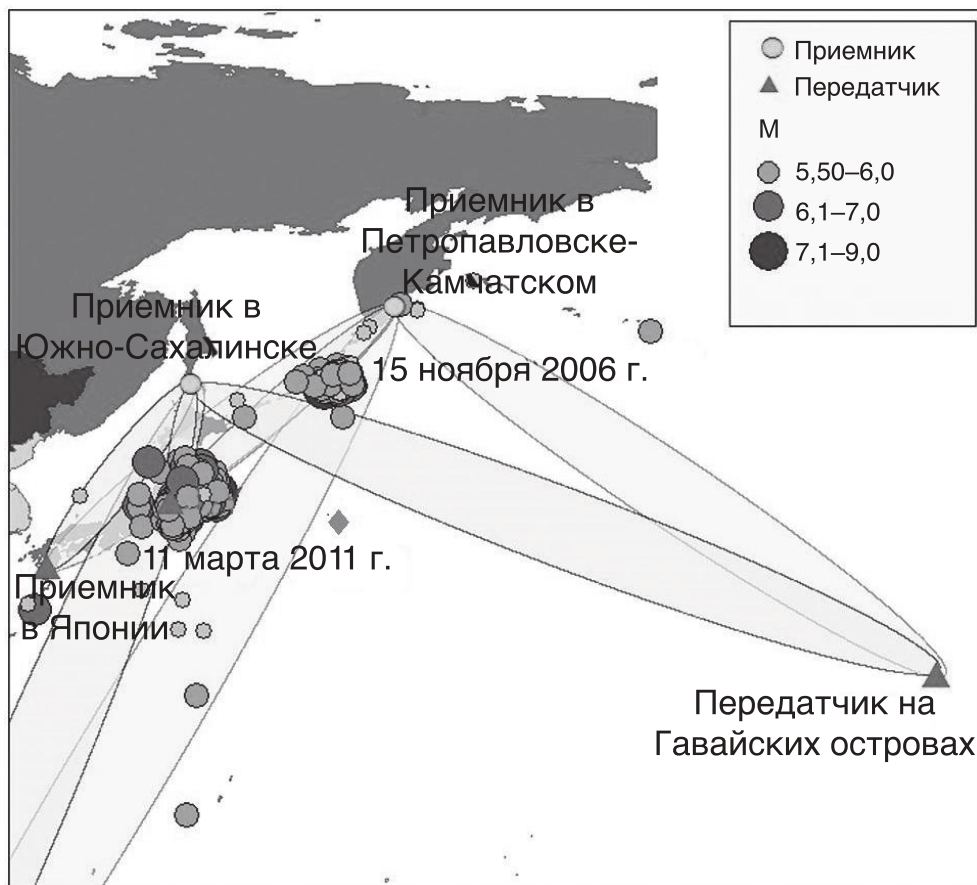 Приемник
Передатчик
М
5,50–6,0
6,1–7,0
7,1–9,0
Приемник в
Петропавловске-
Камчатском
Приемник в
Южно-Сахалинске
15 ноября 2006 г.
11 марта 2011 г.
Приемник
в Японии
Передатчик на
Гавайских островах